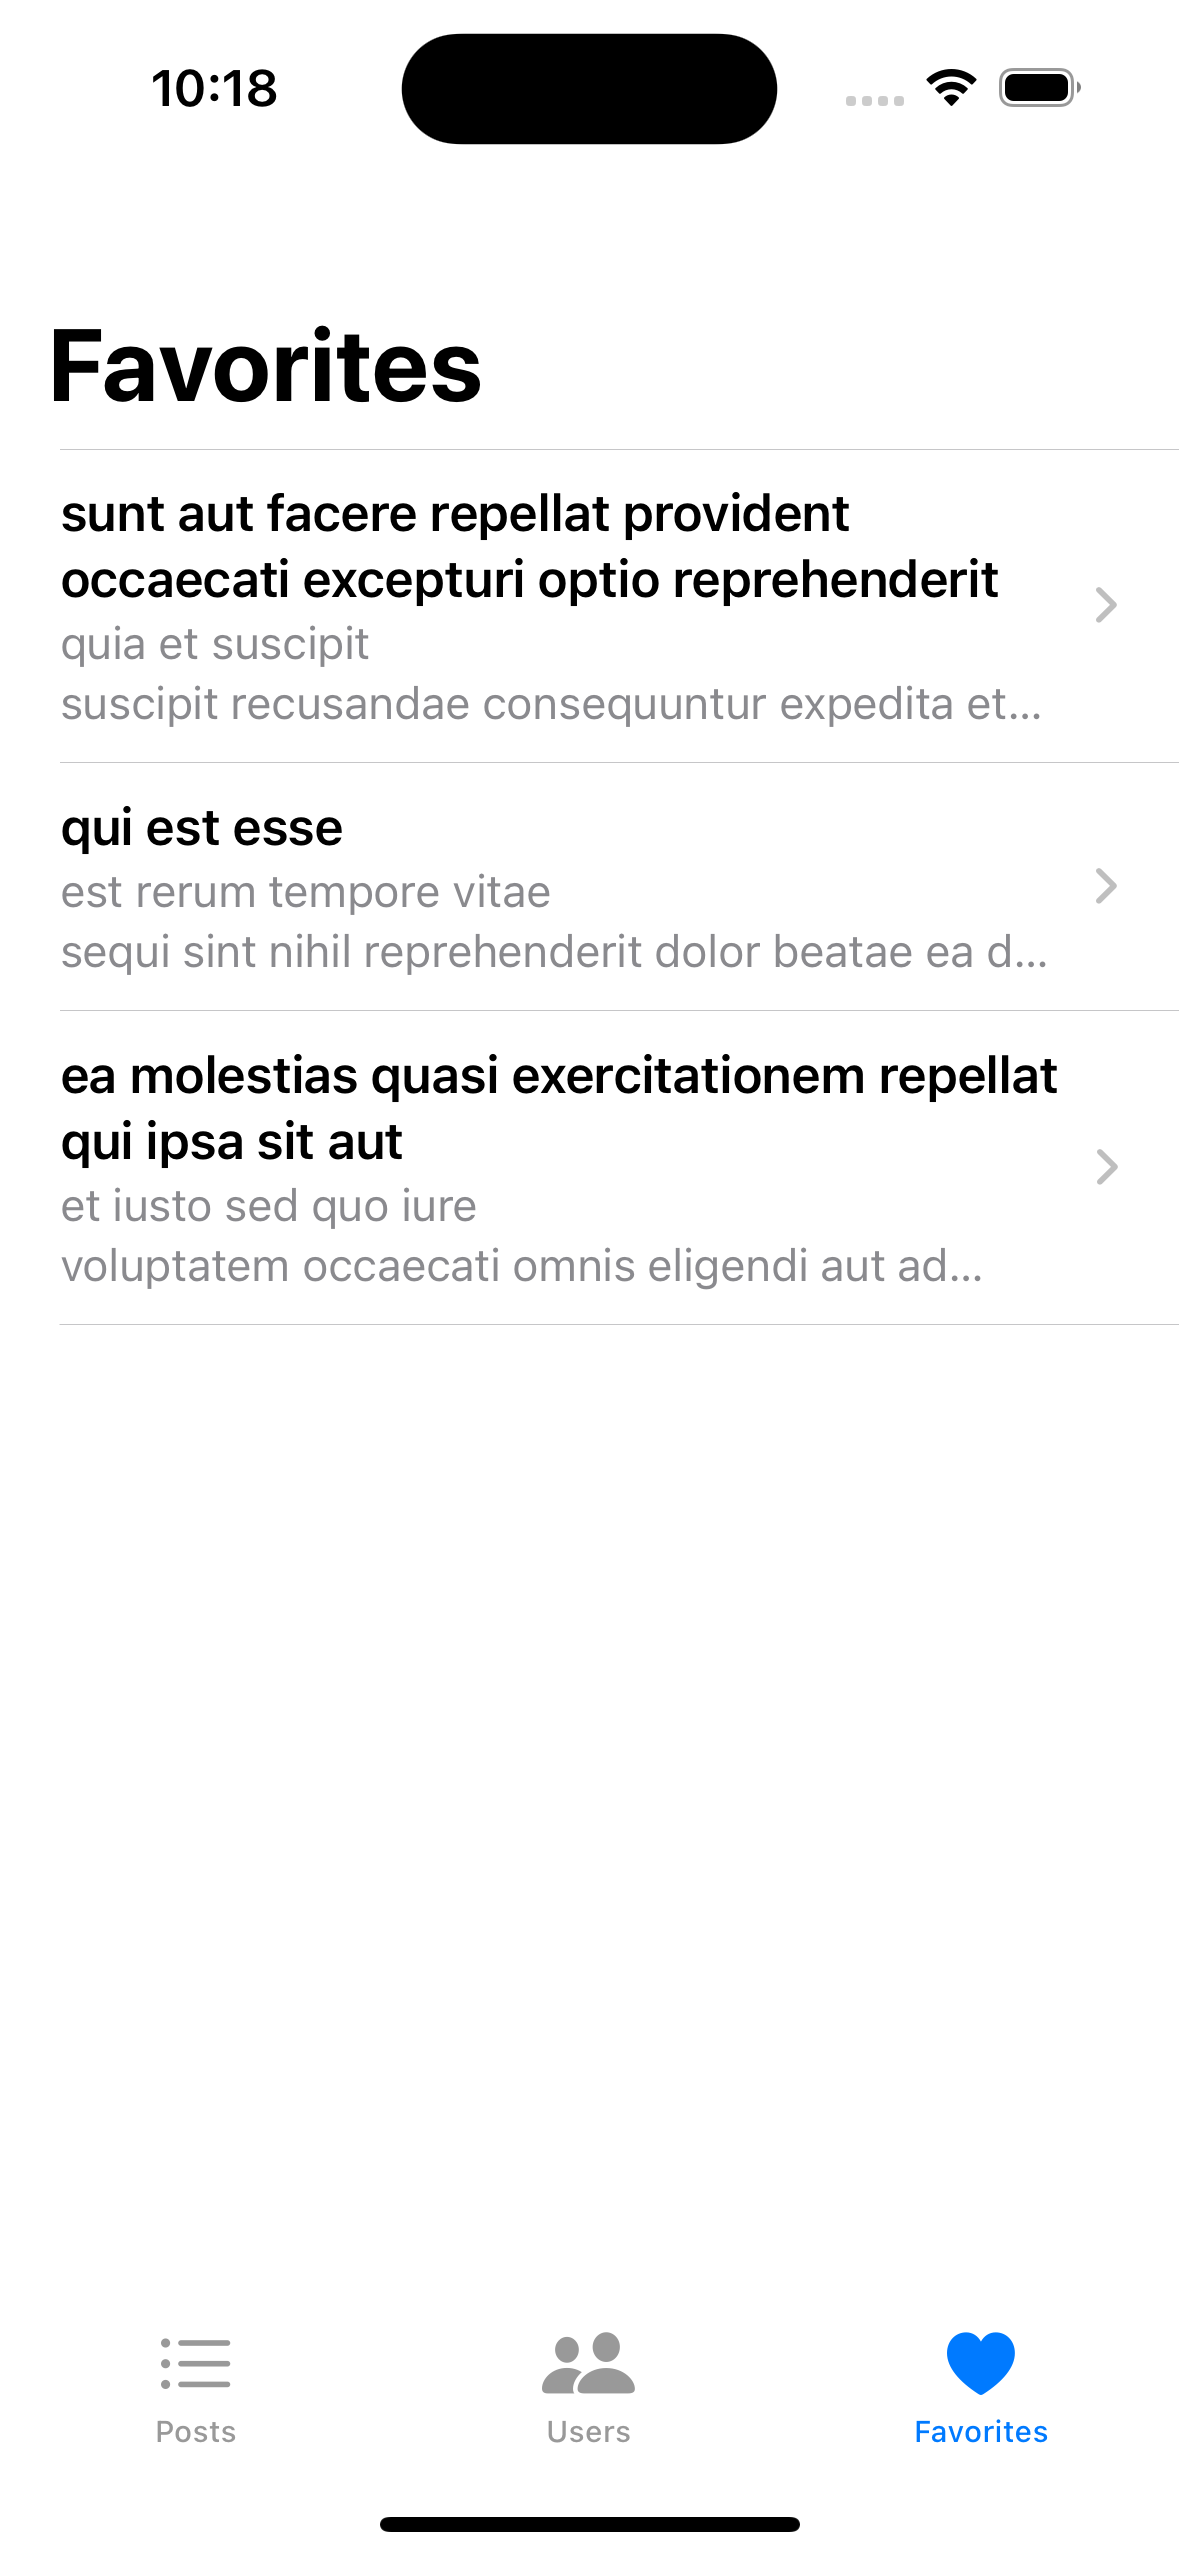 10:18
Favorites
sunt aut facere repellat provident
occaecati excepturi optio reprehenderit
quia et suscipit
suscipit recusandae consequuntur expedita et...
qui est esse
est rerum tempore vitae
sequi sint nihil reprehenderit dolor beatae ea d...
ea molestias quasi exercitationem repellat
qui ipsa sit aut
et iusto sed quo iure
voluptatem occaecati omnis eligendi aut ad...
Posts
Users
Favorites